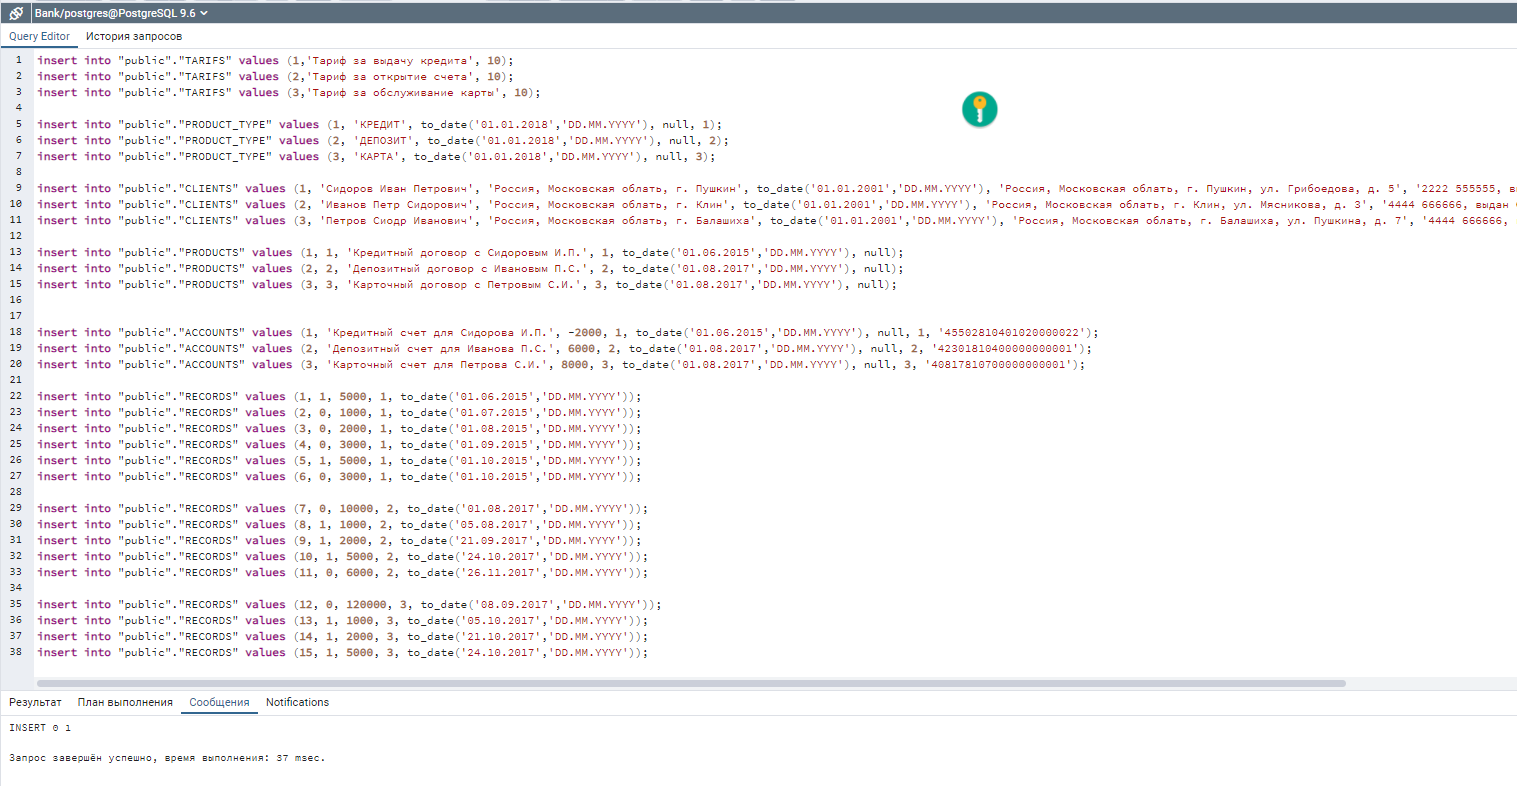 Bank/postgres@PostgreSQL 9.6
Query Editor История запросов
1 insert into "public"."TARIFS" values (1,'Тариф за выдачу кредита', 10);
2 insert into "public"."TARIFS" values (2,'Тариф за открытие счета', 10);
3 insert into "public"."TARIFS" values (3,'Тариф за обслуживание карты', 10);
4
5 insert into "public"."PRODUCT_TYPE" values (1, 'КРЕДИТ', to_date('01.01.2018','DD.MM.YYYY'), null, 1);
6 insert into "public"."PRODUCT_TYPE" values (2, 'ДЕПОЗИТ', to_date('01.01.2018','DD.MM.YYYY'), null, 2);
7 insert into "public"."PRODUCT_TYPE" values (3, 'КАРТА', to_date('01.01.2018','DD.MM.YYYY'), null, 3);
8
9 insert into "public"."CLIENTS" values (1, 'Сидоров Иван Петрович', 'Россия, Московская облать, г. Пушкин', to_date('01.01.2001','DD.MM.YYYY'), 'Россия, Московская облать, г. Пушкин, ул. Грибоедова, д. 5', '2222 555555, в
10 insert into "public"."CLIENTS" values (2, 'Иванов Петр Сидорович', 'Россия, Московская облать, г. Клин', to_date('01.01.2001','DD.MM.YYYY'), 'Россия, Московская облать, г. Клин, ул. Мясникова, д. 3', '4444 666666, выдан
11 insert into "public"."CLIENTS" values (3, 'Петров Сиодр Иванович', 'Россия, Московская облать, г. Балашиха', to_date('01.01.2001','DD.MM.YYYY'), 'Россия, Московская облать, г. Балашиха, ул. Пушкина, д. 7', '4444 666666,
12
13 insert into "public"."PRODUCTS" values (1, 1, 'Кредитный договор с Сидоровым И.П.', 1, to_date('01.06.2015','DD.MM.YYYY'), null);
14 insert into "public"."PRODUCTS" values (2, 2, 'Депозитный договор с Ивановым П.С.', 2, to_date('01.08.2017','DD.MM.YYYY'), null);
15 insert into "public"."PRODUCTS" values (3, 3, 'Карточный договор с Петровым С.И.', 3, to_date('01.08.2017','DD.MM.YYYY'), null);
16
17
18 insert into "public"."ACCOUNTS" values (1, 'Кредитный счет для Сидорова И.П.', -2000, 1, to_date('01.06.2015','DD.MM.YYYY'), null, 1, '45502810401020000022');
19 insert into "public"."ACCOUNTS" values (2, 'Депозитный счет для Иванова П.С.', 6000, 2, to_date('01.08.2017','DD.MM.YYYY'), null, 2, '42301810400000000001');
20 insert into "public"."ACCOUNTS" values (3, 'Карточный счет для Петрова С.И.', 8000, 3, to_date('01.08.2017','DD.MM.YYYY'), null, 3, '40817810700000000001');
21
22 insert into "public"."RECORDS" values (1, 1, 5000, 1, to_date('01.06.2015','DD.MM.YYYY'));
23 insert into "public"."RECORDS" values (2, 0, 1000, 1, to_date('01.07.2015','DD.MM.YYYY'));
24 insert into "public"."RECORDS" values (3, 0, 2000, 1, to_date('01.08.2015','DD.MM.YYYY'));
25 insert into "public"."RECORDS" values (4, 0, 3000, 1, to_date('01.09.2015','DD.MM.YYYY'));
26 insert into "public"."RECORDS" values (5, 1, 5000, 1, to_date('01.10.2015','DD.MM.YYYY'));
27 insert into "public"."RECORDS" values (6, 0, 3000, 1, to_date('01.10.2015','DD.MM.YYYY'));
28
29 insert into "public"."RECORDS" values (7, 0, 10000, 2, to_date('01.08.2017','DD.MM.YYYY'));
30 insert into "public"."RECORDS" values (8, 1, 1000, 2, to_date('05.08.2017','DD.MM.YYYY'));
31 insert into "public"."RECORDS" values (9, 1, 2000, 2, to_date('21.09.2017','DD.MM.YYYY'));
32 insert into "public"."RECORDS" values (10, 1, 5000, 2, to_date('24.10.2017','DD.MM.YYYY'));
33 insert into "public"."RECORDS" values (11, 0, 6000, 2, to_date('26.11.2017','DD.MM.YYYY'));
34
35 insert into "public"."RECORDS" values (12, 0, 120000, 3, to_date('08.09.2017','DD.MM.YYYY'));
36 insert into "public"."RECORDS" values (13, 1, 1000, 3, to_date('05.10.2017','DD.MM.YYYY'));
37 insert into "public"."RECORDS" values (14, 1, 2000, 3, to_date('21.10.2017','DD.MM.YYYY'));
38 insert into "public"."RECORDS" values (15, 1, 5000, 3, to_date('24.10.2017','DD.MM.YYYY'));
Результат План выполнения Сообщения Notifications
INSERT 0 1
Запрос завершён успешно, время выполнения: 37 msec.